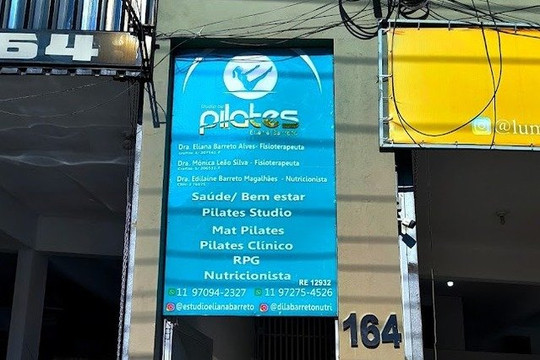 64
Studio de
pilates
Dra. Eliana Barreto Alves- Fisioterapeuta
Dra. Mônica Leão Silva - Fisioterapeuta
Dra. Edilaine Barreto Magalhães - Nutricionista
Saúde/ Bem estar
Pilates Studio
Mat Pilates
Pilates Clínico
RPG
Nutricionista
RE 12932
11 97094-2327 11 97275-4526
@estudioelianabarreto @dilabarretonutri
@lun
164